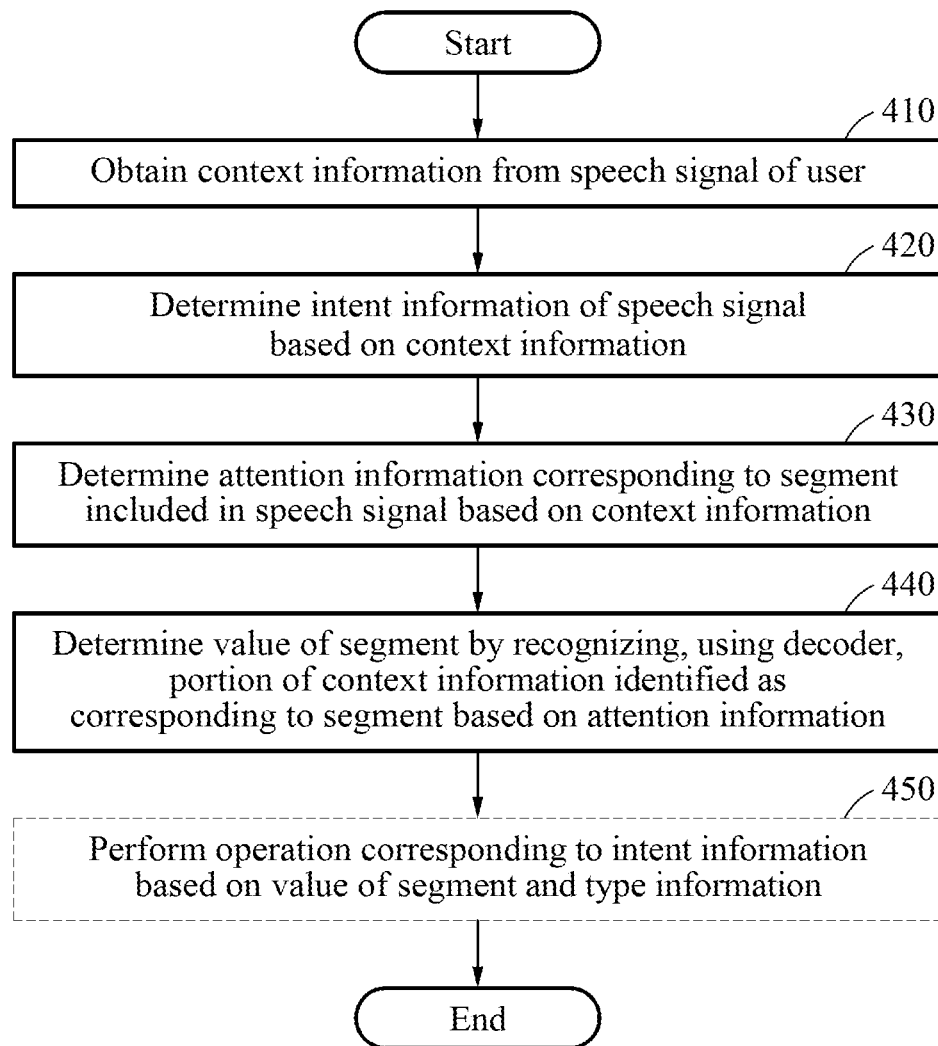 Start
410
Obtain context information from speech signal of user
420
Determine intent information of speech signal
based on context information
430
Determine attention information corresponding to segment
included in speech signal based on context information
440
Determine value of segment by recognizing, using decoder,
portion of context information identified as
corresponding to segment based on attention information
450
Perform operation corresponding to intent information
based on value of segment and type information
End